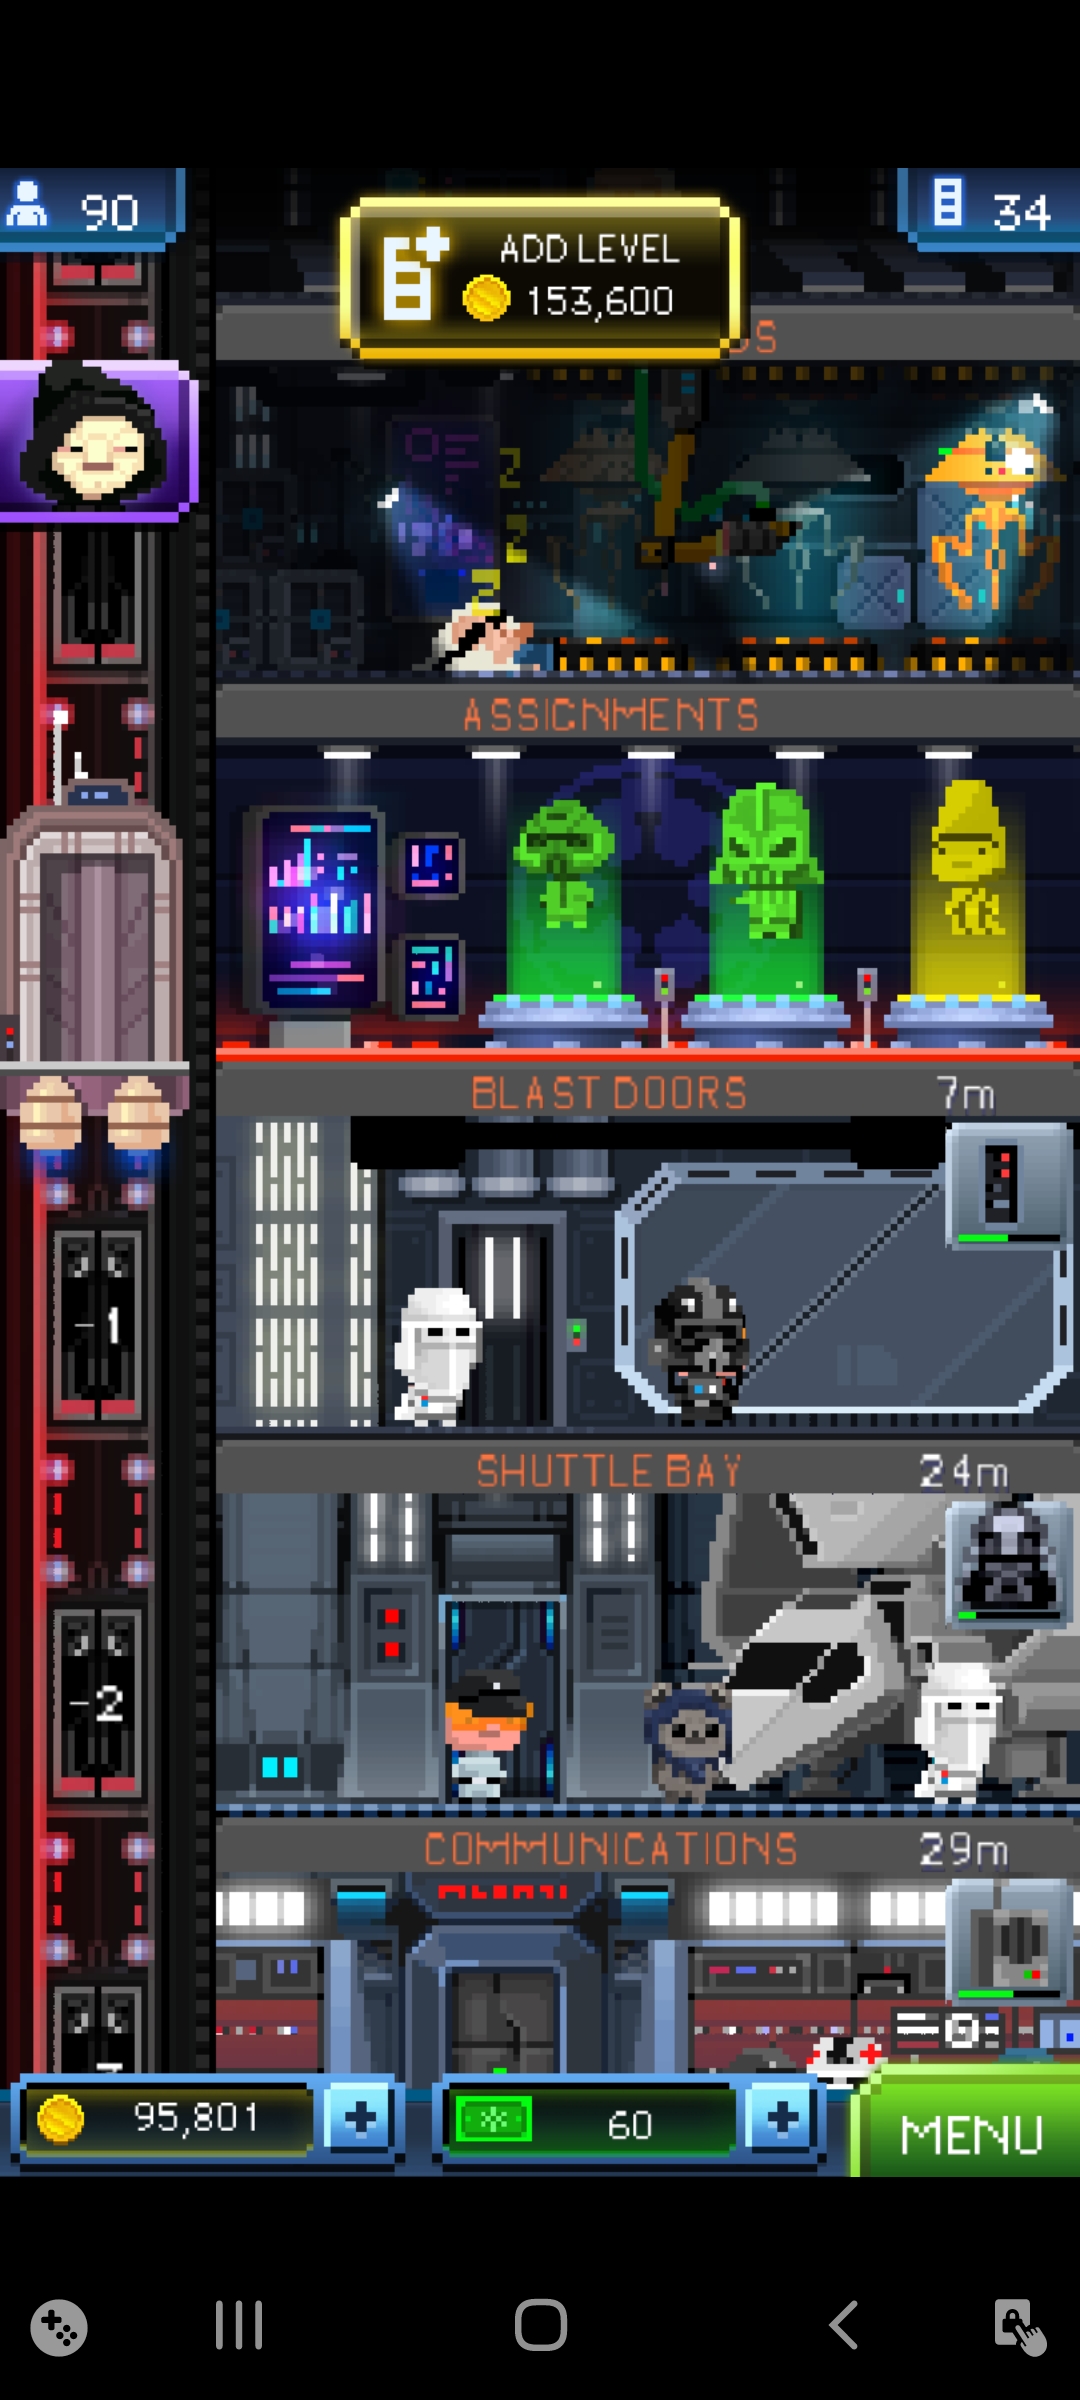 90
ADD LEVEL
153,600
34
ASSIGNMENTS
BLAST DOORS 7m
-1
SHUTTLE BAY 24m
-2
COMMUNICATIONS 29m
95,801
60
MENU